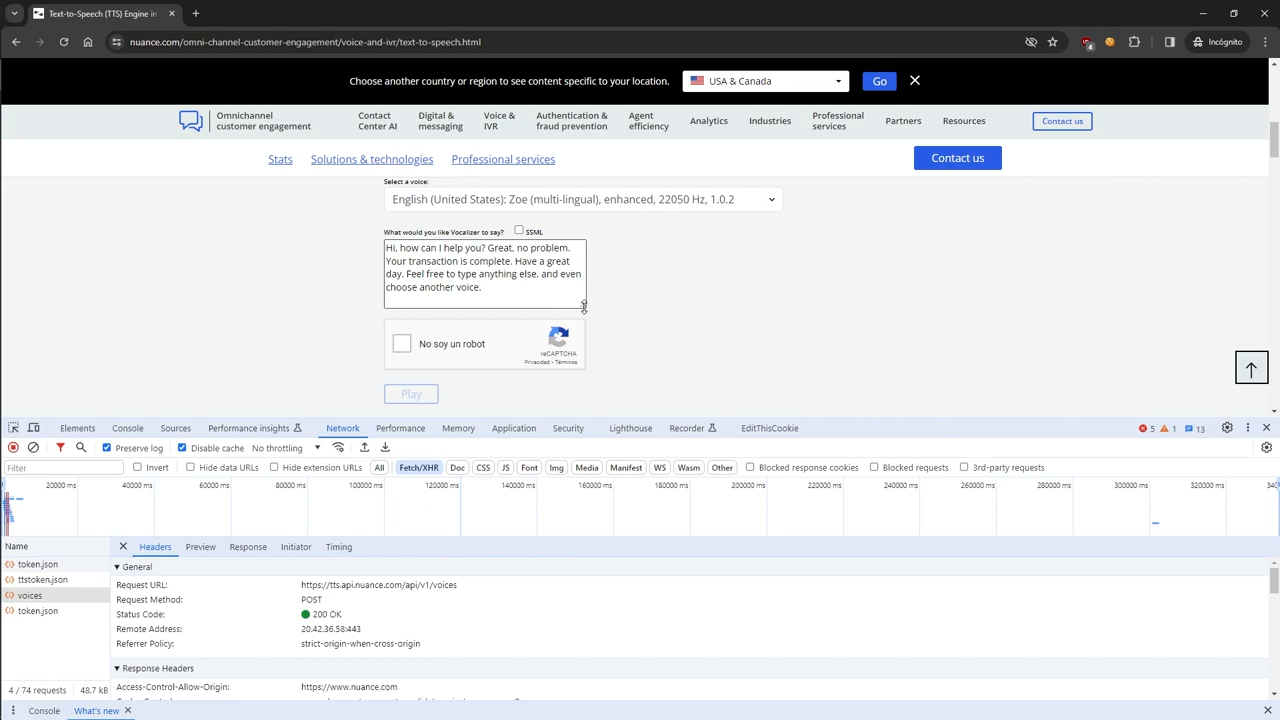 Text-to-Speech (TTS) Engine in
nuance.com/omni-channel-customer-engagement/voice-and-ivr/text-to-speech.html
4
Incógnito
Choose another country or region to see content specific to your location.
USA & Canada
Go
Omnichannel
customer engagement
Contact
Center AI
Digital &
messaging
Voice &
IVR
Authentication &
fraud prevention
Agent
efficiency
Analytics
Industries
Professional
services
Partners
Resources
Contact us
Stats
Solutions & technologies
Professional services
Contact us
Select a voice:
English (United States): Zoe (multi-lingual), enhanced, 22050 Hz, 1.0.2
What would you like Vocalizer to say?
SSML
Hi, how can I help you? Great, no problem.
Your transaction is complete. Have a great
day. Feel free to type anything else, and even
choose another voice.
No soy un robot
reCAPTCHA
Privacidad - Términos
Play
Elements Console Sources Performance insights Network Performance Memory Application Security Lighthouse Recorder EditThisCookie 5 1 13
Preserve log Disable cache No throttling
Filter Invert Hide data URLs Hide extension URLs All Fetch/XHR Doc CSS JS Font Img Media Manifest WS Wasm Other Blocked response cookies Blocked requests 3rd-party requests
20000 ms 40000 ms 60000 ms 80000 ms 100000 ms 120000 ms 140000 ms 160000 ms 180000 ms 200000 ms 220000 ms 240000 ms 260000 ms 280000 ms 300000 ms 320000 ms
Name
token.json
ttstoken.json
voices
token.json
Headers Preview Response Initiator Timing
General
Request URL: https://tts.api.nuance.com/api/v1/voices
Request Method: POST
Status Code: 200 OK
Remote Address: 20.42.36.58:443
Referrer Policy: strict-origin-when-cross-origin
Response Headers
Access-Control-Allow-Origin: https://www.nuance.com
4 / 74 requests 48.7 kB
Console What's new